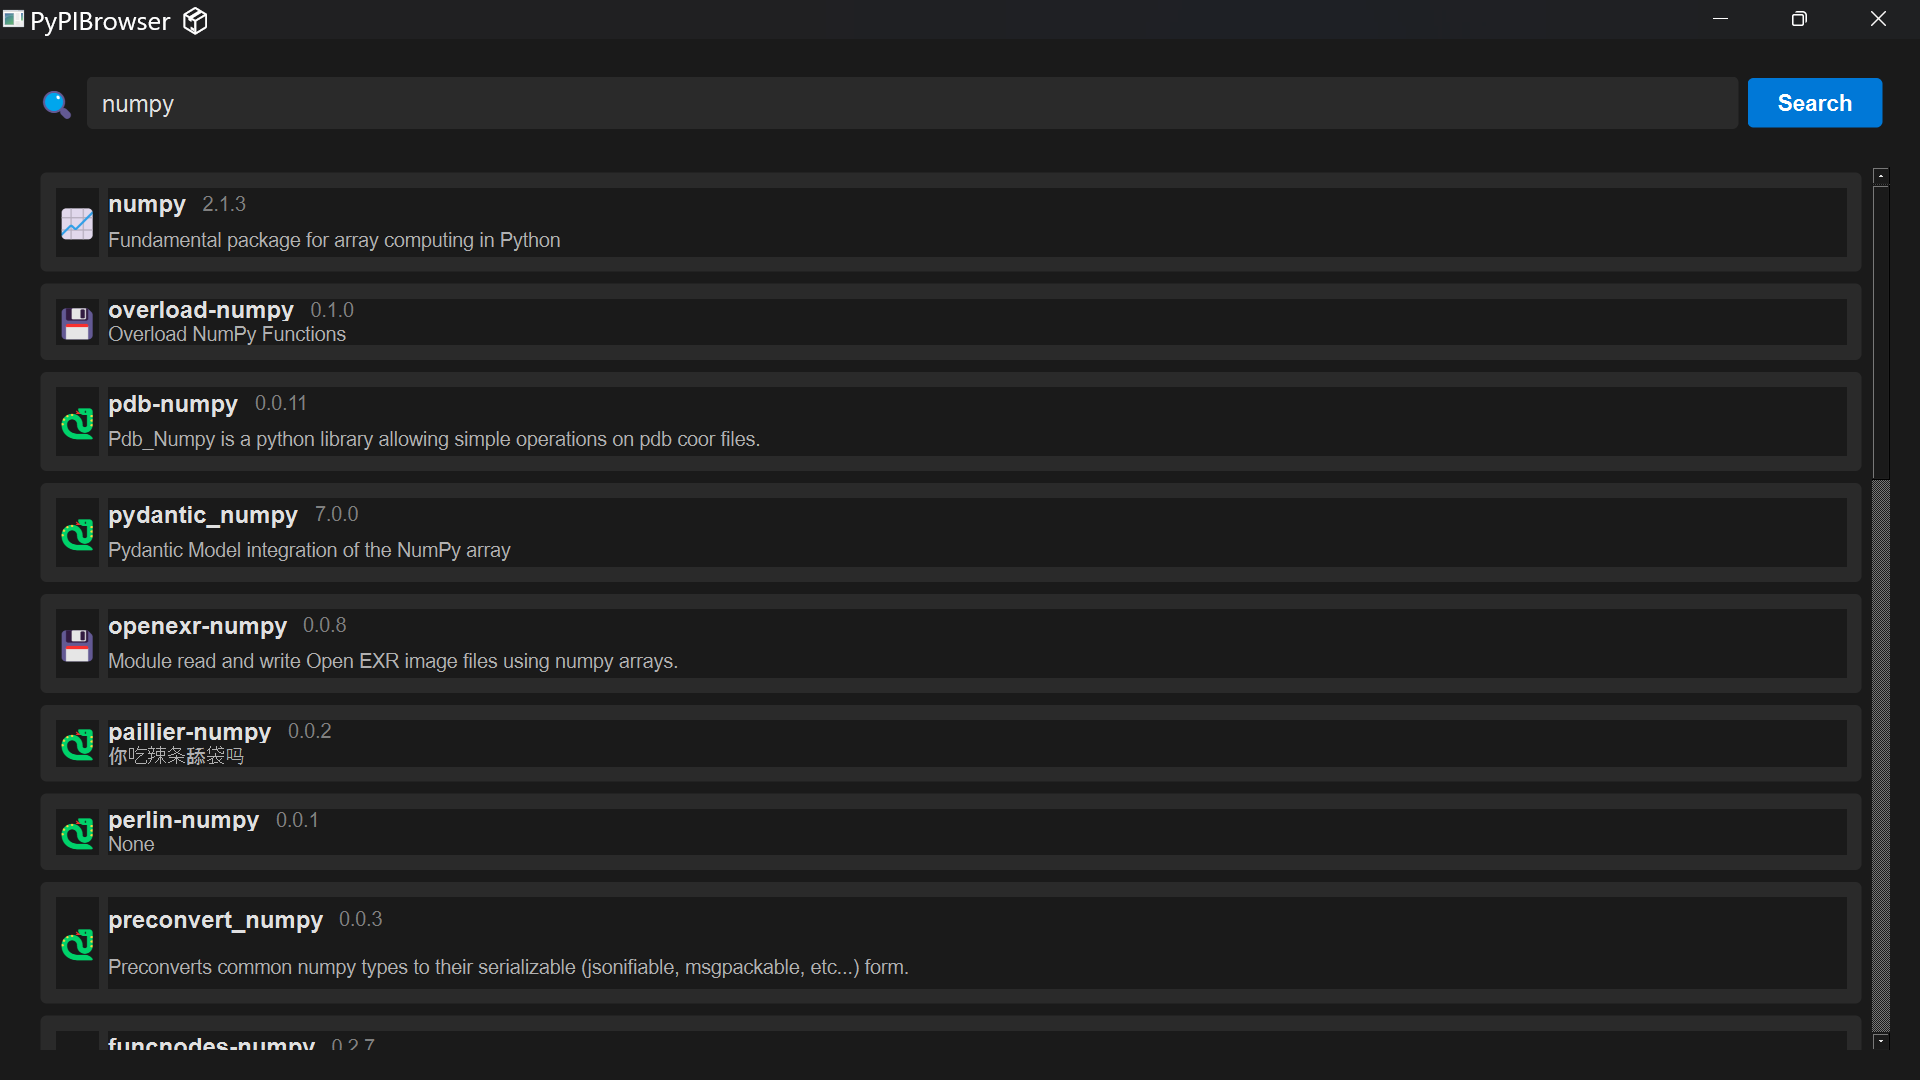 PyPIBrowser
numpy
Search
numpy 2.1.3
Fundamental package for array computing in Python
overload-numpy 0.1.0
Overload NumPy Functions
pdb-numpy 0.0.11
Pdb_Numpy is a python library allowing simple operations on pdb coor files.
pydantic_numpy 7.0.0
Pydantic Model integration of the NumPy array
openexr-numpy 0.0.8
Module read and write Open EXR image files using numpy arrays.
paillier-numpy 0.0.2
你吃辣条舔袋吗
perlin-numpy 0.0.1
None
preconvert_numpy 0.0.3
Preconverts common numpy types to their serializable (jsonifiable, msgpackable, etc...) form.
funcnodes-numpy 0.2.7